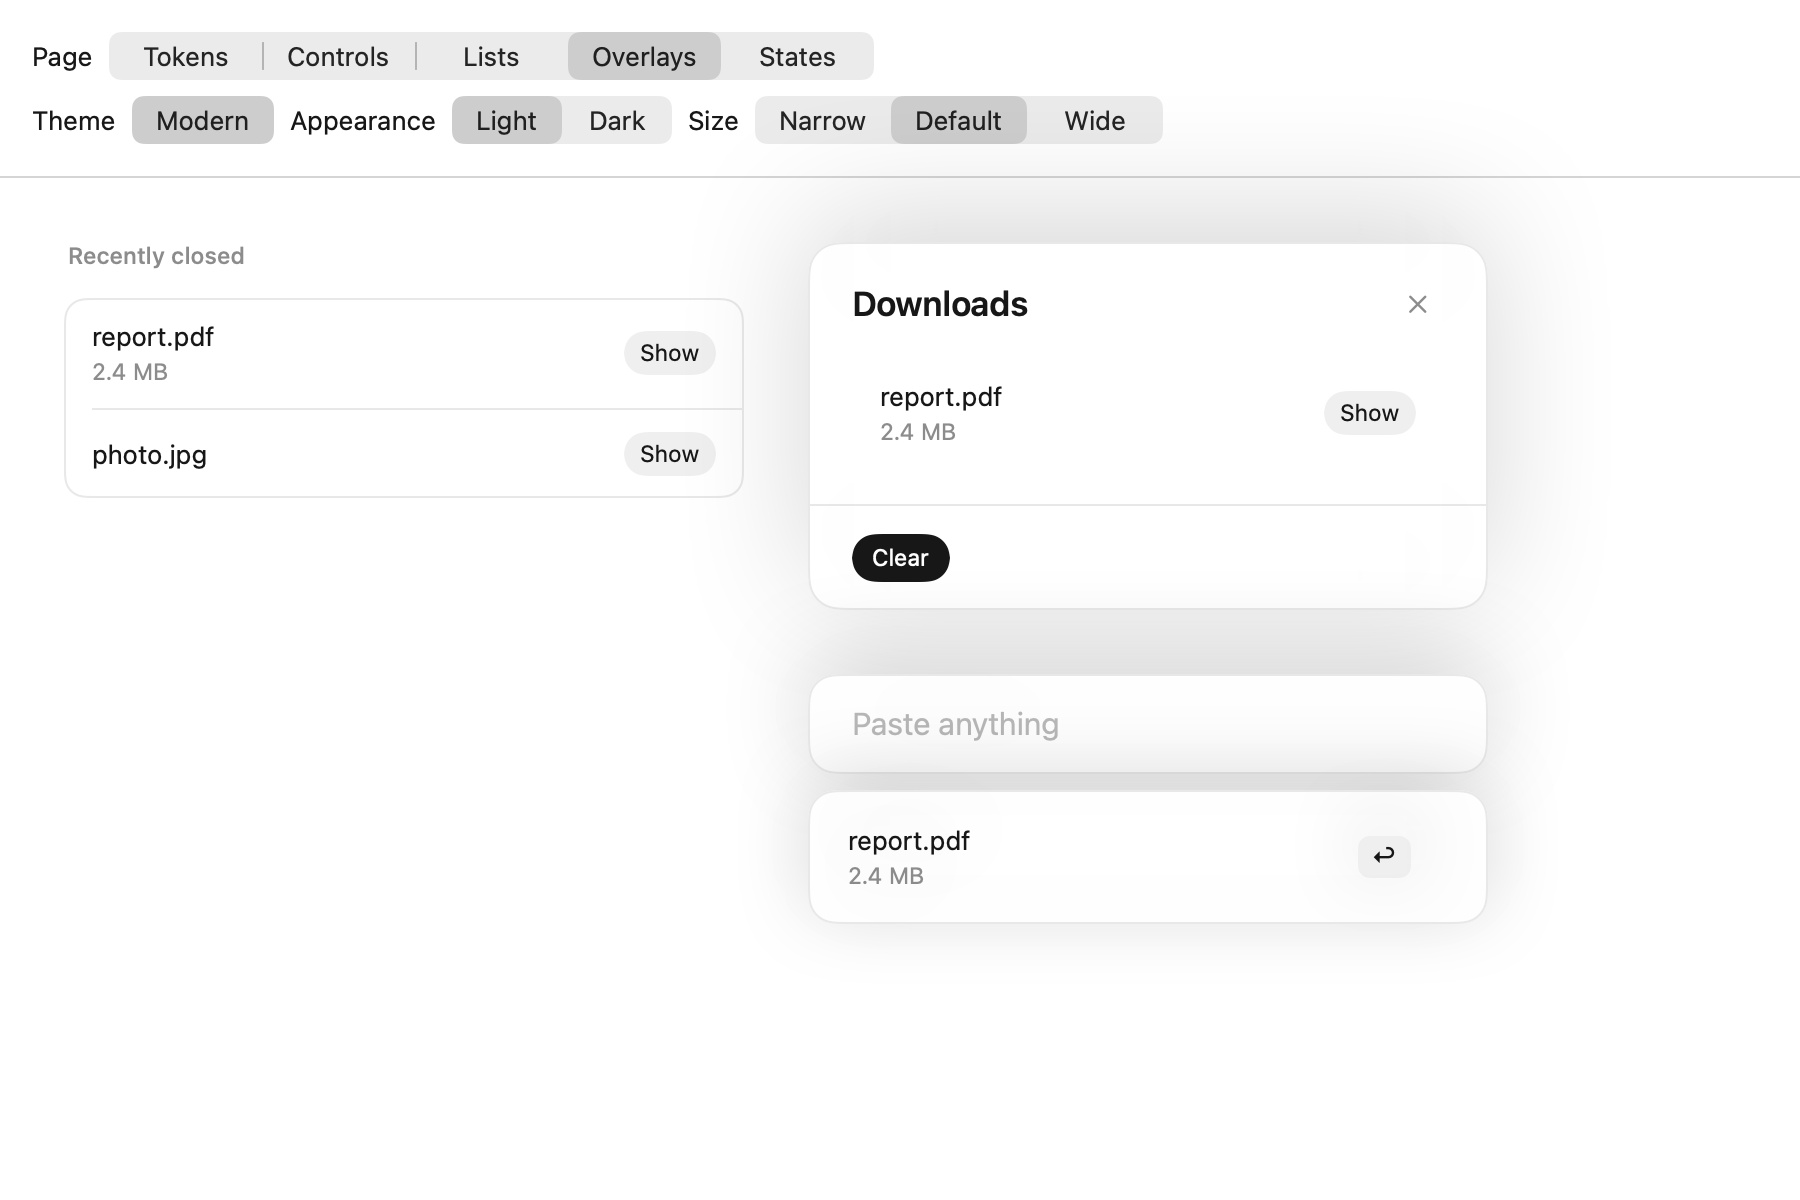 Page Tokens Controls Lists Overlays States
Theme Modern Appearance Light Dark Size Narrow Default Wide
Recently closed
report.pdf
2.4 MB
Show
photo.jpg
Show
Downloads
report.pdf
2.4 MB
Show
Clear
Paste anything
report.pdf
2.4 MB